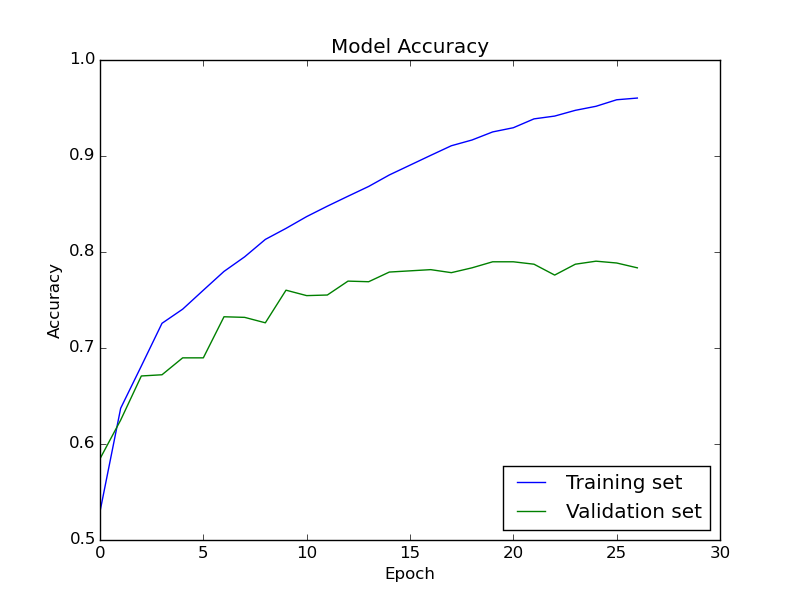 Model Accuracy
1.0
0.9
0.8
0.7
0.6
0.5
Accuracy
0 5 10 15 20 25 30
Epoch
Training set
Validation set